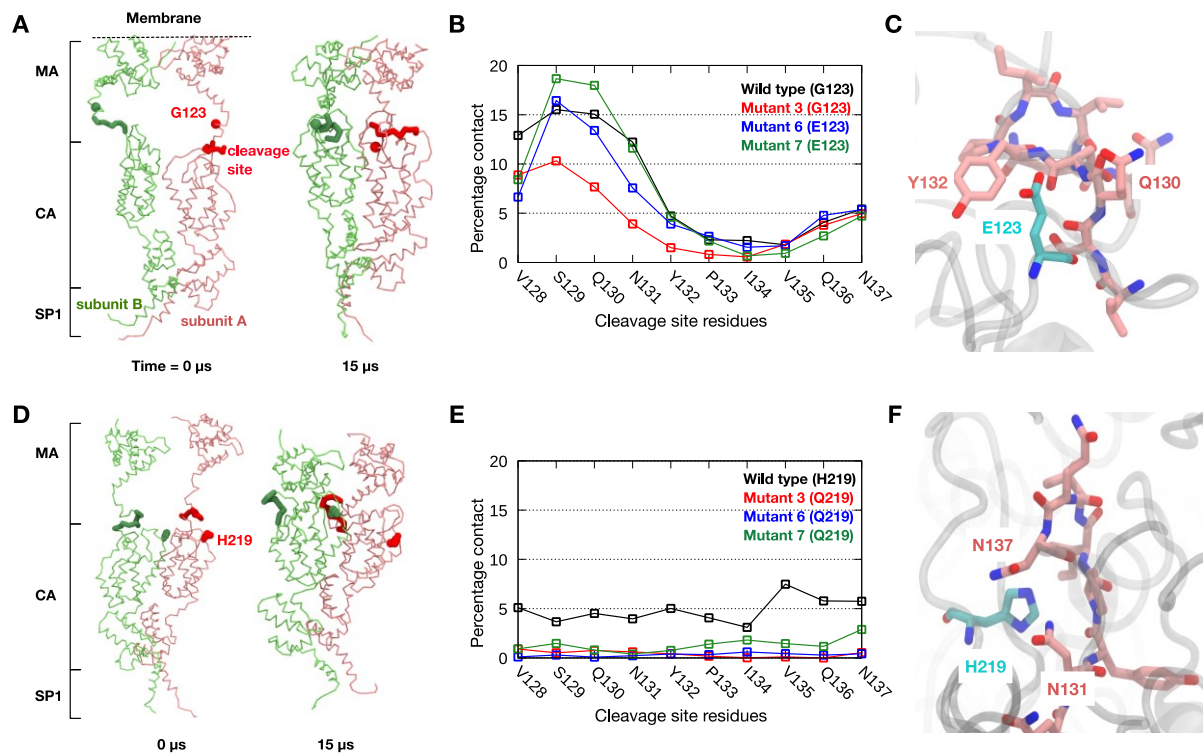 A
Membrane
MA
CA
SP1
G123
cleavage
site
subunit B
subunit A
Time = 0 µs
15 µs
B
Percentage contact
20
15
10
5
0
Wild type (G123)
Mutant 3 (G123)
Mutant 6 (E123)
Mutant 7 (E123)
V128
S129
Q130
N131
Y132
P133
I134
V135
Q136
N137
Cleavage site residues
C
Y132
Q130
E123
D
MA
CA
SP1
H219
0 µs
15 µs
E
Percentage contact
20
15
10
5
0
Wild type (H219)
Mutant 3 (Q219)
Mutant 6 (Q219)
Mutant 7 (Q219)
V128
S129
Q130
N131
Y132
P133
I134
V135
Q136
N137
Cleavage site residues
F
N137
H219
N131